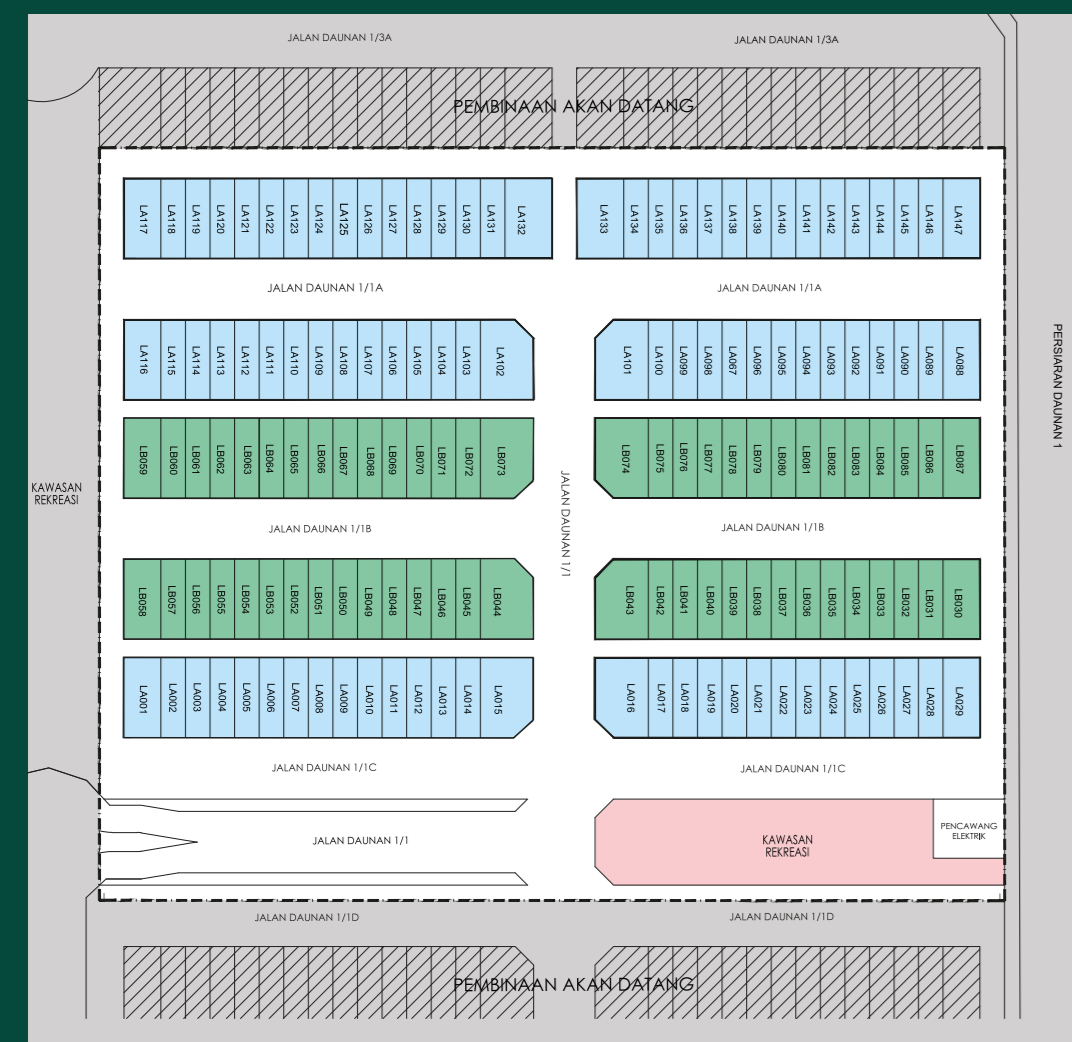 JALAN DAUNAN 1/3A
JALAN DAUNAN 1/3A
PEMBINAAN AKAN DATANG
LA117
LA118
LA119
LA120
LA121
LA122
LA123
LA124
LA125
LA126
LA127
LA128
LA129
LA130
LA131
LA132
LA133
LA134
LA135
LA136
LA137
LA138
LA139
LA140
LA141
LA142
LA143
LA144
LA145
LA146
LA147
JALAN DAUNAN 1/1A
JALAN DAUNAN 1/1A
LA116
LA115
LA114
LA113
LA112
LA111
LA110
LA109
LA108
LA107
LA106
LA105
LA104
LA103
LA102
LA101
LA100
LA099
LA098
LA067
LA096
LA095
LA094
LA093
LA092
LA091
LA090
LA089
LA088
PERSIARAN DAUNAN 1
LB059
LB060
LB061
LB062
LB063
LB064
LB065
LB066
LB067
LB068
LB069
LB070
LB071
LB072
LB073
LB074
LB075
LB076
LB077
LB078
LB079
LB080
LB081
LB082
LB083
LB084
LB085
LB086
LB087
KAWASAN
REKREASI
JALAN DAUNAN 1/1B
JALAN DAUNAN 1/1
JALAN DAUNAN 1/1B
LB058
LB057
LB056
LB055
LB054
LB053
LB052
LB051
LB050
LB049
LB048
LB047
LB046
LB045
LB044
LB043
LB042
LB041
LB040
LB039
LB038
LB037
LB036
LB035
LB034
LB033
LB032
LB031
LB030
LA001
LA002
LA003
LA004
LA005
LA006
LA007
LA008
LA009
LA010
LA011
LA012
LA013
LA014
LA015
LA016
LA017
LA018
LA019
LA020
LA021
LA022
LA023
LA024
LA025
LA026
LA027
LA028
LA029
JALAN DAUNAN 1/1C
JALAN DAUNAN 1/1C
JALAN DAUNAN 1/1
KAWASAN
REKREASI
PENCAWANG
ELEKTRIK
JALAN DAUNAN 1/1D
JALAN DAUNAN 1/1D
PEMBINAAN AKAN DATANG